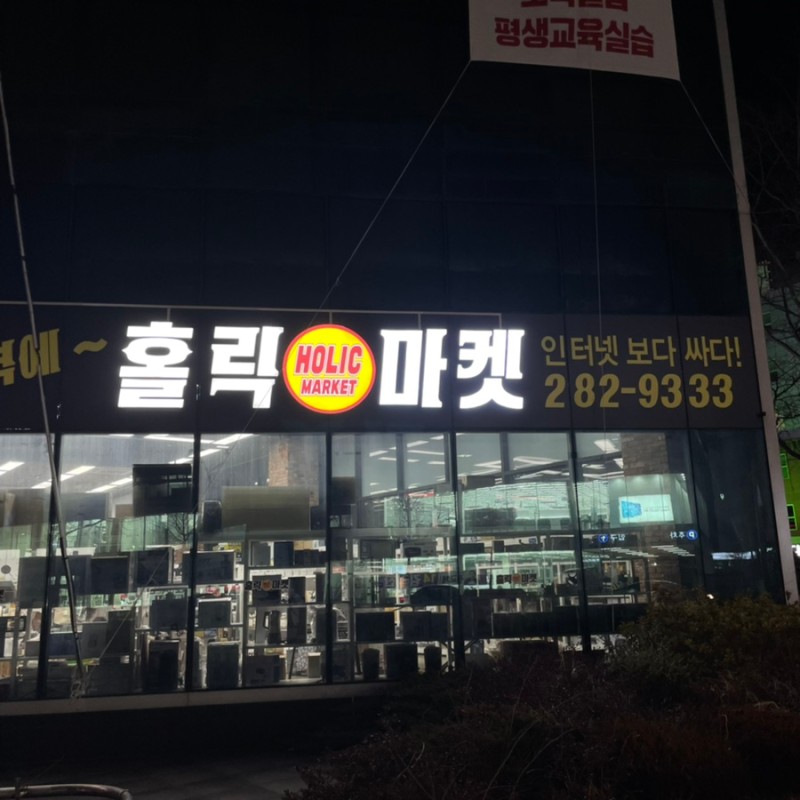 평생교육실습
홀릭
HOLIC
MARKET
마켓
인터넷 보다 싸다!
282-9333